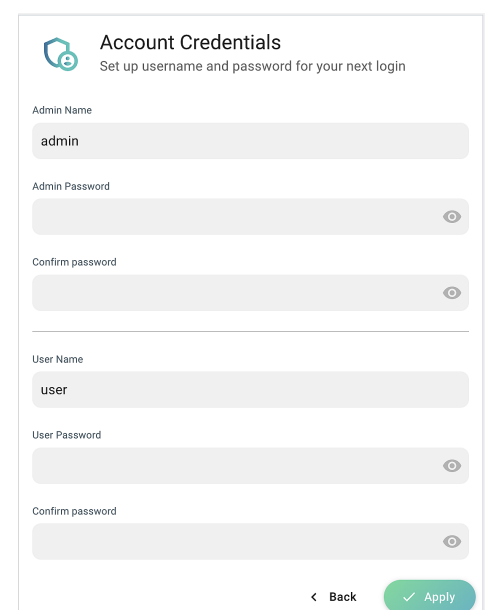 Account Credentials
Set up username and password for your next login
Admin Name
admin
Admin Password
Confirm password
User Name
user
User Password
Confirm password
Back
Apply